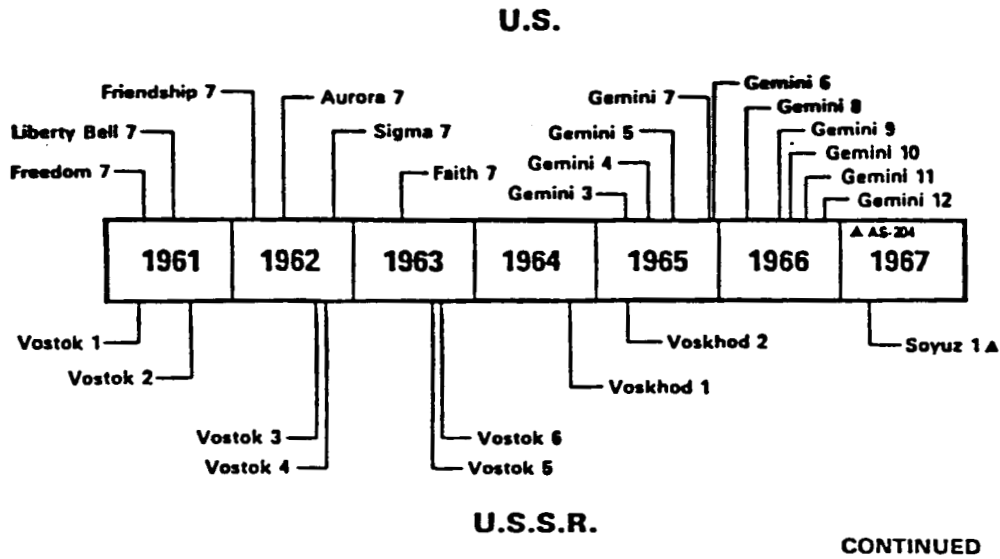 U.S.
Friendship 7
Aurora 7
Gemini 7
Gemini 6
Gemini 8
Liberty Bell 7
Sigma 7
Gemini 5
Gemini 9
Gemini 10
Freedom 7
Faith 7
Gemini 4
Gemini 11
Gemini 3
Gemini 12
▲ AS-204
1961 1962 1963 1964 1965 1966 1967
Vostok 1
Voskhod 2
Soyuz 1 ▲
Vostok 2
Voskhod 1
Vostok 3
Vostok 6
Vostok 4
Vostok 5
U.S.S.R.
CONTINUED